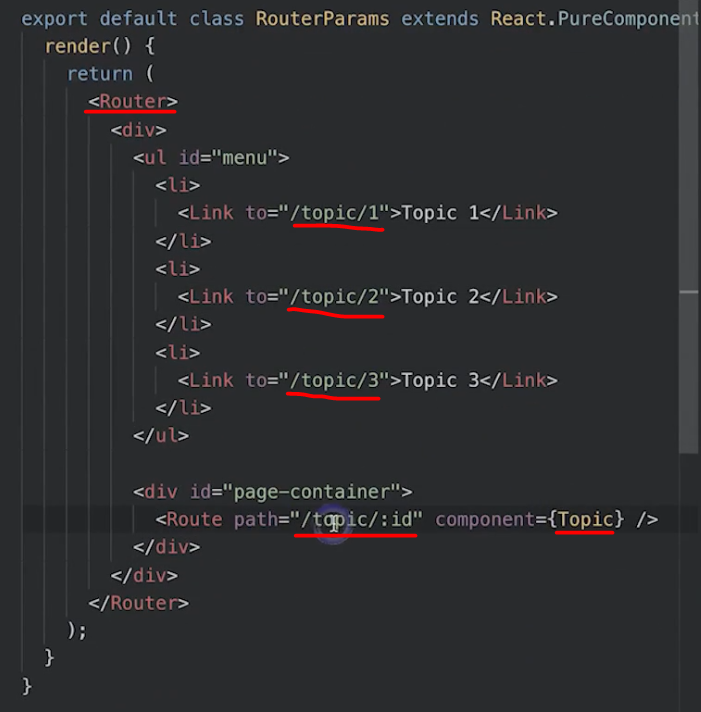 export default class RouterParams extends React.PureComponent
render() {
return (
<Router>
<div>
<ul id="menu">
<li>
<Link to="/topic/1">Topic 1</Link>
</li>
<li>
<Link to="/topic/2">Topic 2</Link>
</li>
<li>
<Link to="/topic/3">Topic 3</Link>
</li>
</ul>
<div id="page-container">
<Route path="/topic/:id" component={Topic} />
</div>
</div>
</Router>
);
}
}